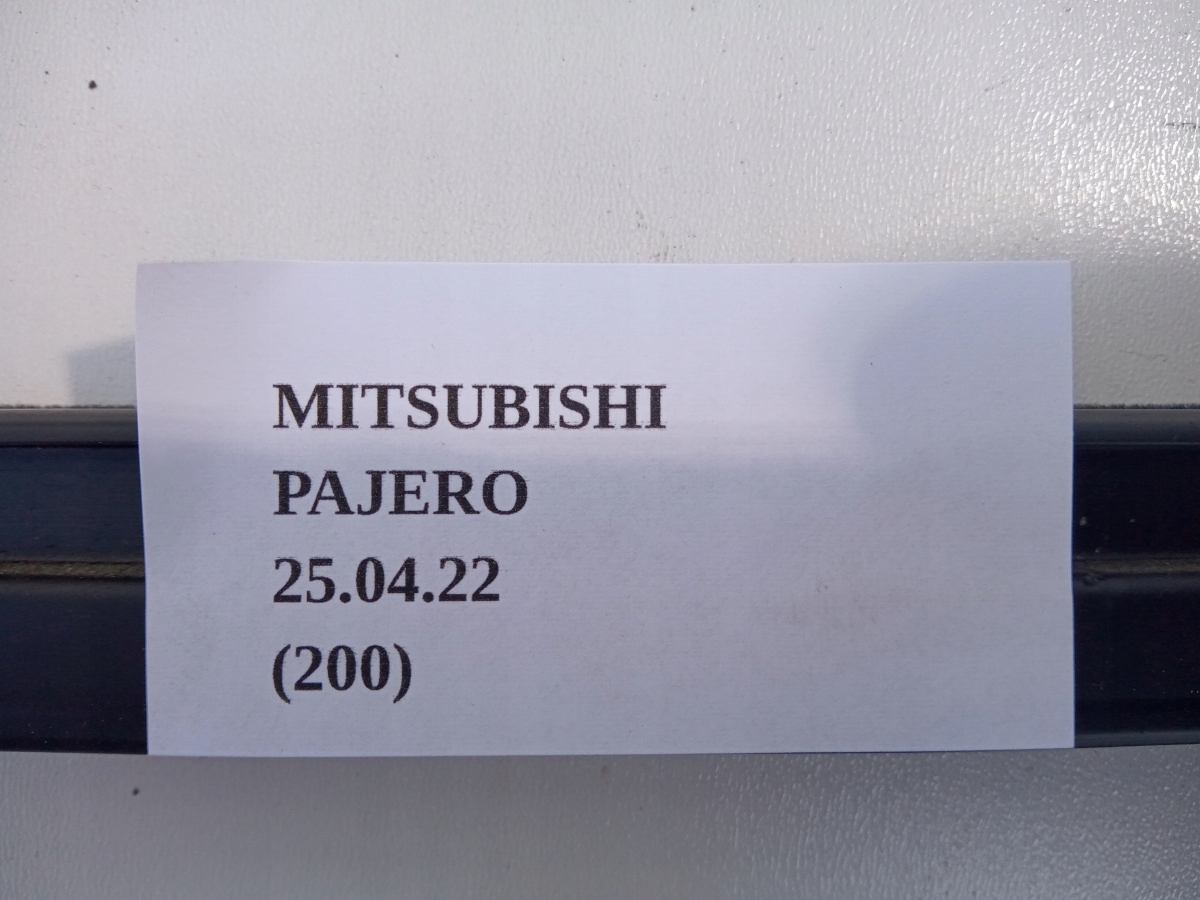 MITSUBISHI
PAJERO
25.04.22
(200)